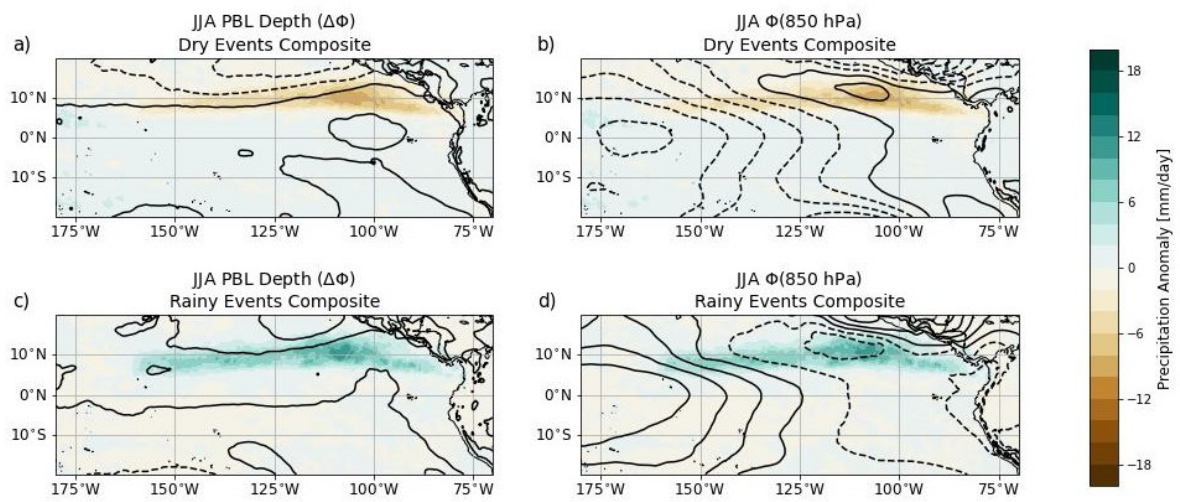 JJA PBL Depth (ΔΦ)
a) Dry Events Composite
10°N
0°N
10°S
175°W 150°W 125°W 100°W 75°W
JJA Φ(850 hPa)
b) Dry Events Composite
10°N
0°N
10°S
175°W 150°W 125°W 100°W 75°W
JJA PBL Depth (ΔΦ)
c) Rainy Events Composite
10°N
0°N
10°S
175°W 150°W 125°W 100°W 75°W
JJA Φ(850 hPa)
d) Rainy Events Composite
10°N
0°N
10°S
175°W 150°W 125°W 100°W 75°W
18
12
6
0
−6
−12
−18
Precipitation Anomaly [mm/day]